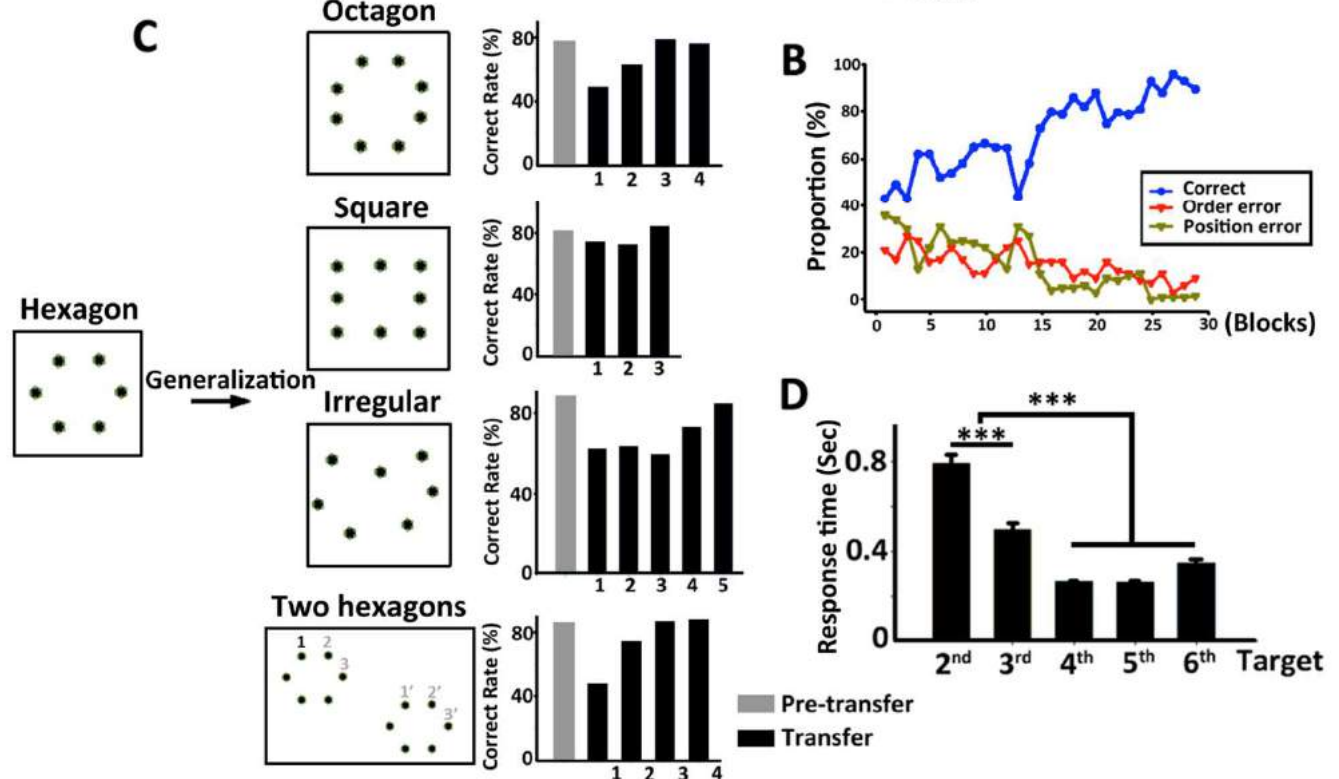 C
Octagon
Correct Rate (%)
80
40
0
1 2 3 4
Square
Correct Rate (%)
80
40
0
1 2 3
Hexagon
Generalization
Irregular
Correct Rate (%)
80
40
0
1 2 3 4 5
Two hexagons
1 2
3
1' 2'
3'
Correct Rate (%)
80
40
0
1 2 3 4
Pre-transfer
Transfer
B
Proportion (%)
100
80
60
40
20
0
0 5 10 15 20 25 30 (Blocks)
Correct
Order error
Position error
D
Response time (Sec)
0.8
0.4
0
***
***
2nd 3rd 4th 5th 6th Target